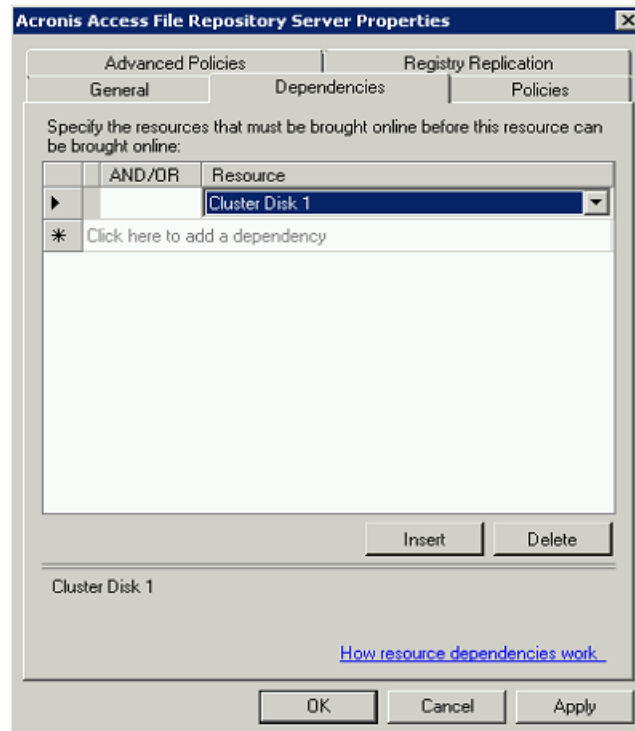 Acronis Access File Repository Server Properties
Advanced Policies Registry Replication
General Dependencies Policies
Specify the resources that must be brought online before this resource can
be brought online:
AND/OR Resource
Cluster Disk 1
Click here to add a dependency
Insert Delete
Cluster Disk 1
How resource dependencies work
OK Cancel Apply